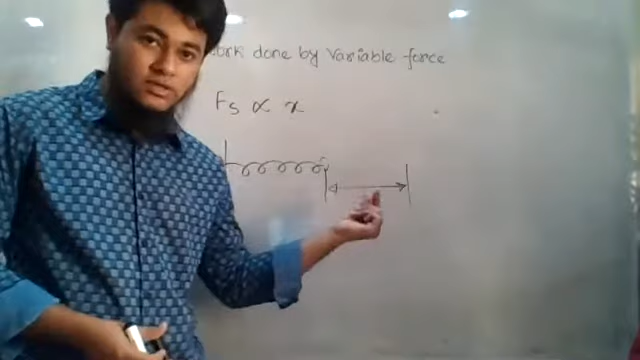 done by Variable force
Fs ∝ x